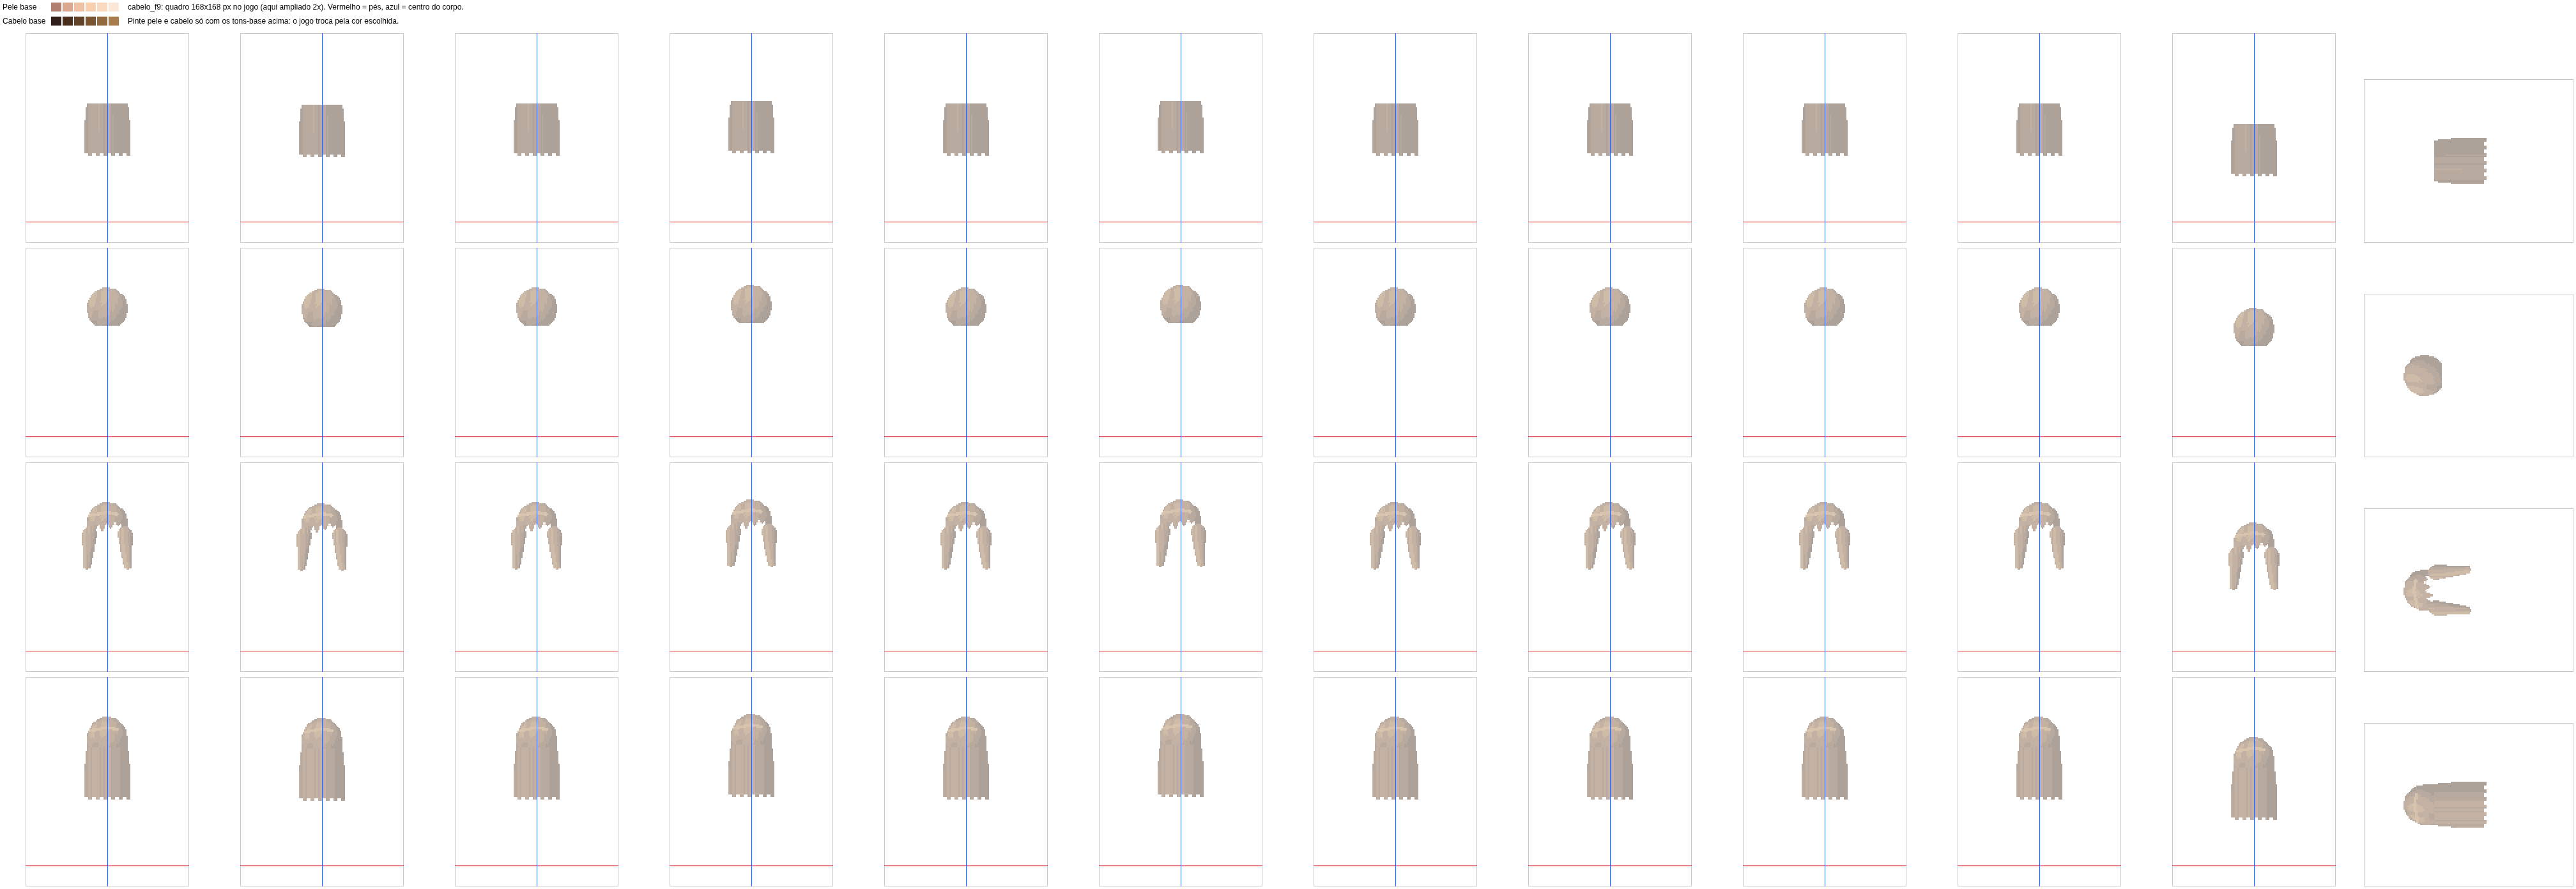 Pele base cabelo_f9: quadro 168x168 px no jogo (aqui ampliado 2x). Vermelho = pés, azul = centro do corpo.
Cabelo base Pinte pele e cabelo só com os tons-base acima: o jogo troca pela cor escolhida.